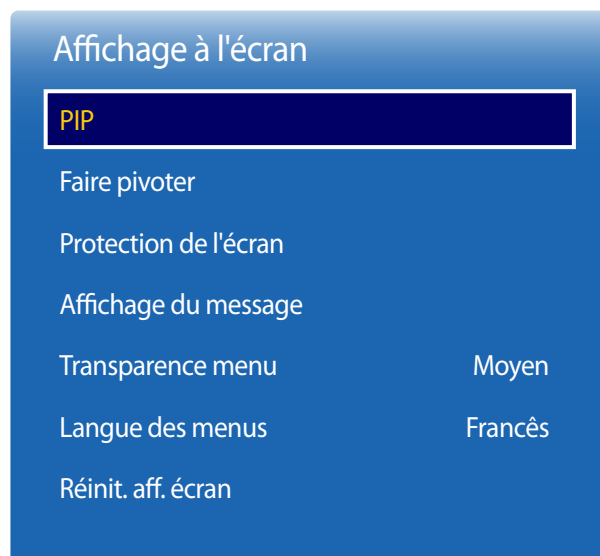 Affichage à l'écran
PIP
Faire pivoter
Protection de l'écran
Affichage du message
Transparence menu Moyen
Langue des menus Francês
Réinit. aff. écran